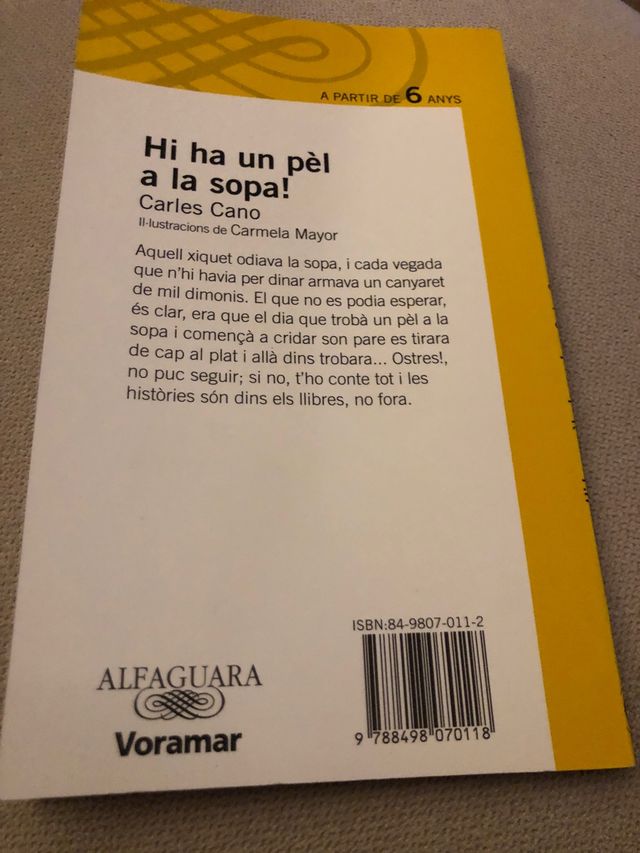 A PARTIR DE 6 ANYS
Hi ha un pèl
a la sopa!
Carles Cano
Il·lustracions de Carmela Mayor
Aquell xiquet odiava la sopa, i cada vegada
que n'hi havia per dinar armava un canyaret
de mil dimonis. El que no es podia esperar,
és clar, era que el dia que trobà un pèl a la
sopa i començà a cridar son pare es tirara
de cap al plat i allà dins trobara... Ostres!,
no puc seguir; si no, t'ho conte tot i les
històries són dins els llibres, no fora.
ISBN:84-9807-011-2
9 788498 070118
ALFAGUARA
Voramar